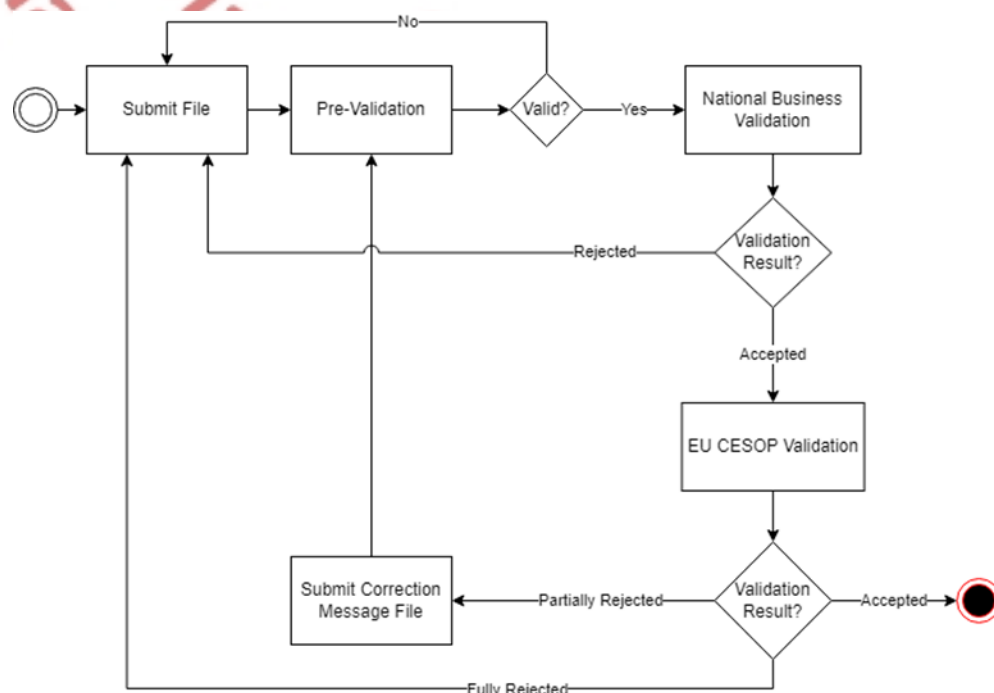 No
Submit File
Pre-Validation
Valid?
Yes
National Business
Validation
Validation
Result?
Rejected
Accepted
EU CESOP Validation
Submit Correction
Message File
Partially Rejected
Validation
Result?
Accepted
Fully Rejected